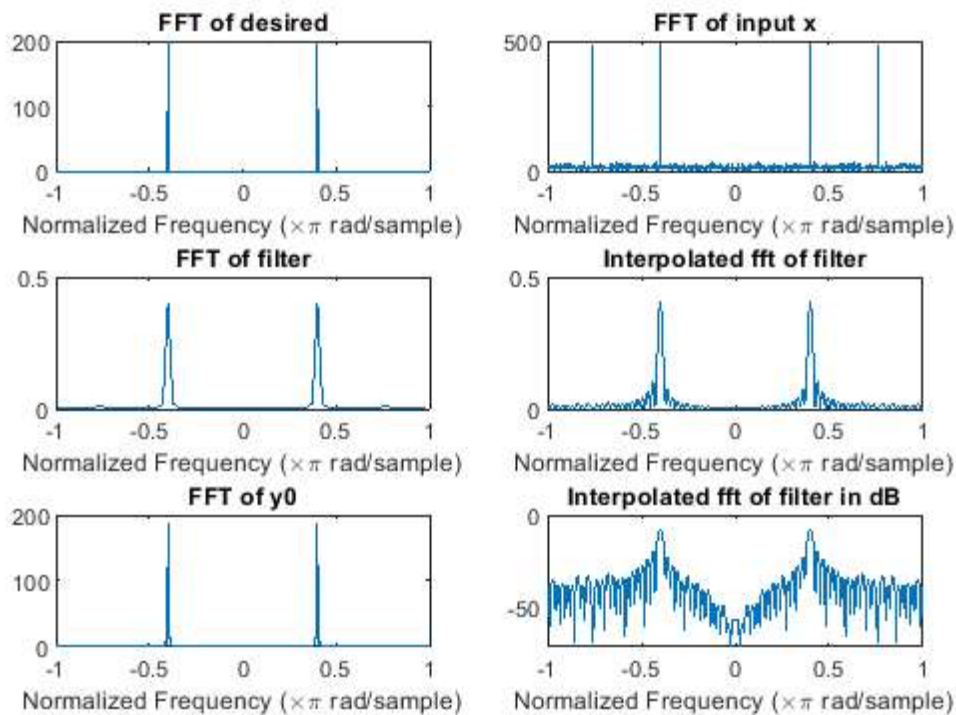 FFT of desired
200
100
0
-1 -0.5 0 0.5 1
Normalized Frequency (×π rad/sample)
FFT of input x
500
0
-1 -0.5 0 0.5 1
Normalized Frequency (×π rad/sample)
FFT of filter
0.5
0
-1 -0.5 0 0.5 1
Normalized Frequency (×π rad/sample)
Interpolated fft of filter
0.5
0
-1 -0.5 0 0.5 1
Normalized Frequency (×π rad/sample)
FFT of y0
200
100
0
-1 -0.5 0 0.5 1
Normalized Frequency (×π rad/sample)
Interpolated fft of filter in dB
0
-50
-1 -0.5 0 0.5 1
Normalized Frequency (×π rad/sample)